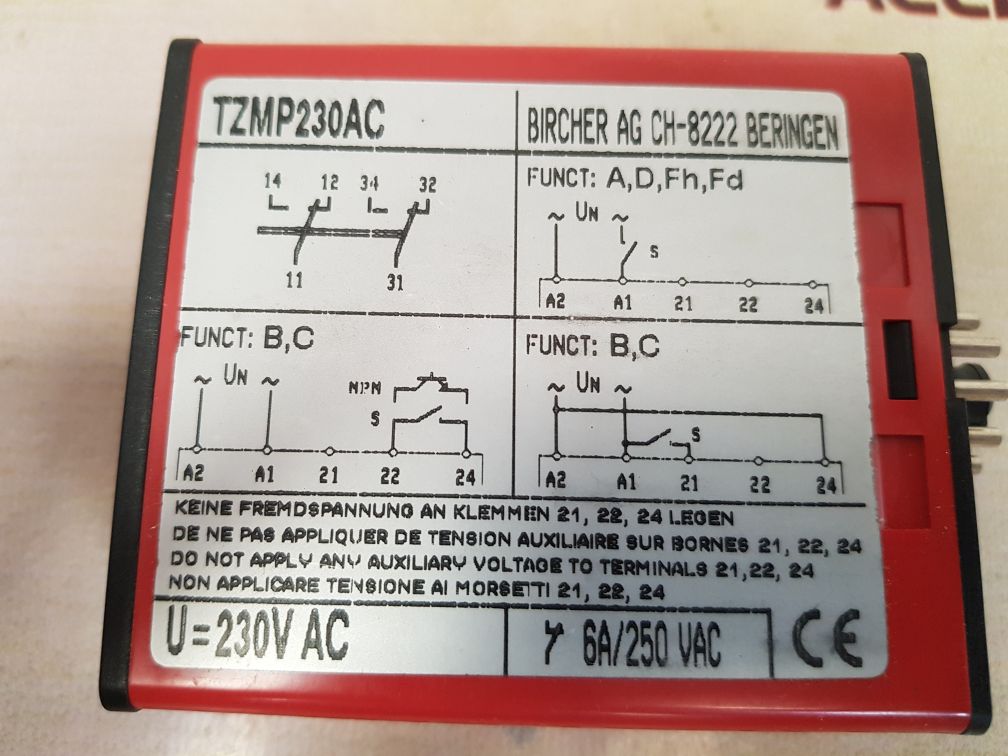 TZMP230AC
BIRCHER AG CH-8222 BERINGEN
14 12 34 32
11 31
FUNCT: A,D,Fh,Fd
~ UN ~
S
A2 A1 21 22 24
FUNCT: B,C
~ UN ~
NPN
S
A2 A1 21 22 24
FUNCT: B,C
~ UN ~
S
A2 A1 21 22 24
KEINE FREMDSPANNUNG AN KLEMMEN 21, 22, 24 LEGEN
DE NE PAS APPLIQUER DE TENSION AUXILIAIRE SUR BORNES 21, 22, 24
DO NOT APPLY ANY AUXILIARY VOLTAGE TO TERMINALS 21,22, 24
NON APPLICARE TENSIONE AI MORSETTI 21, 22, 24
U=230V AC
6A/250 VAC
CE